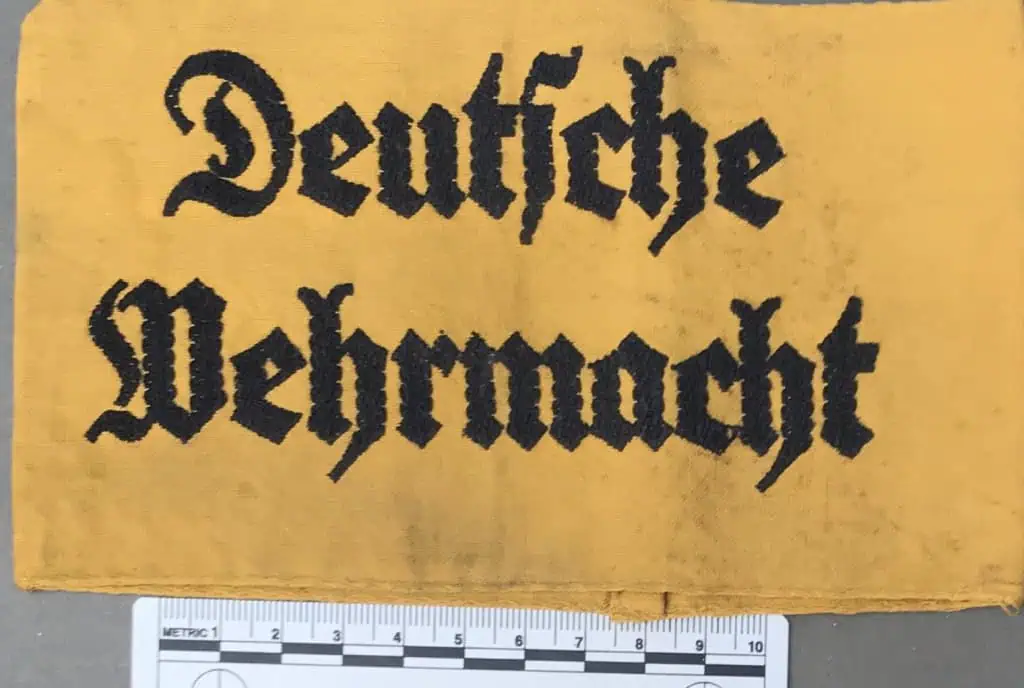 Deutſche
Wehrmacht
METRIC 1 2 3 4 5 6 7 8 9 10